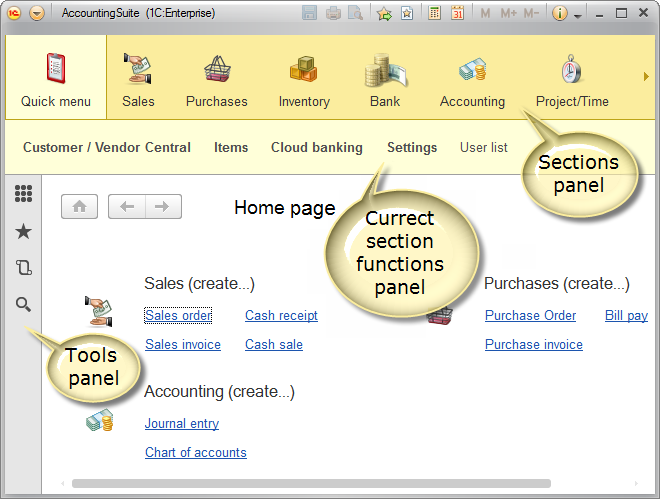 AccountingSuite (1C:Enterprise)
M M+ M-
Quick menu Sales Purchases Inventory Bank Accounting Project/Time
Customer / Vendor Central Items Cloud banking Settings User list
Sections
panel
Home page
Currect
section
functions
panel
Sales (create...)
Sales order Cash receipt
Sales invoice Cash sale
Purchases (create...)
Purchase Order Bill pay
Purchase invoice
Tools
panel
Accounting (create...)
Journal entry
Chart of accounts